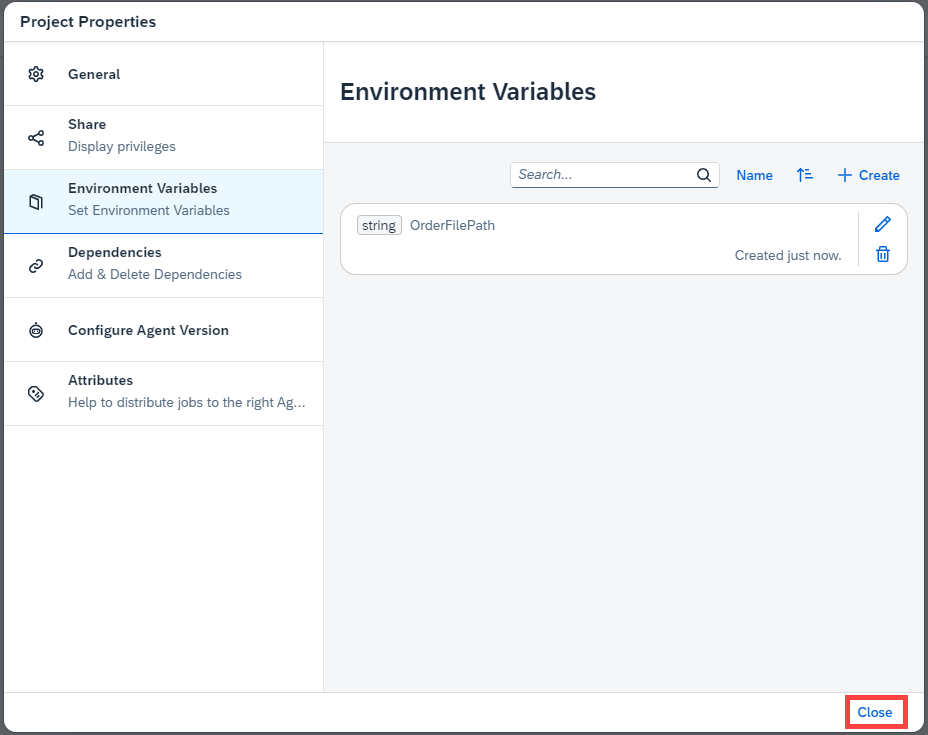 Project Properties
General
Share
Display privileges
Environment Variables
Set Environment Variables
Dependencies
Add & Delete Dependencies
Configure Agent Version
Attributes
Help to distribute jobs to the right Ag...
Environment Variables
Search...
Name
Create
string OrderFilePath
Created just now.
Close